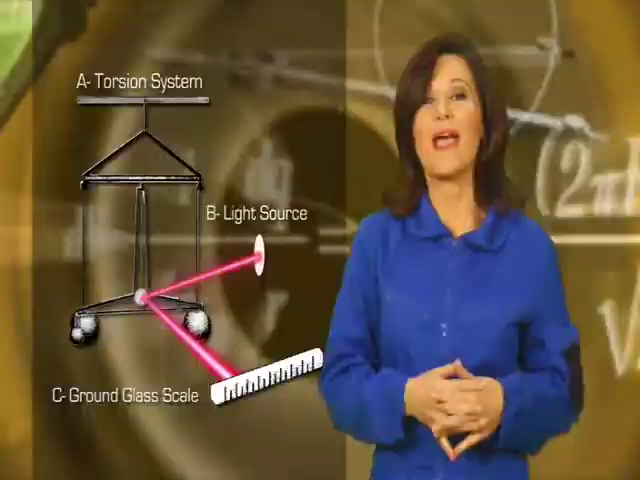 A- Torsion System
B- Light Source
C- Ground Glass Scale